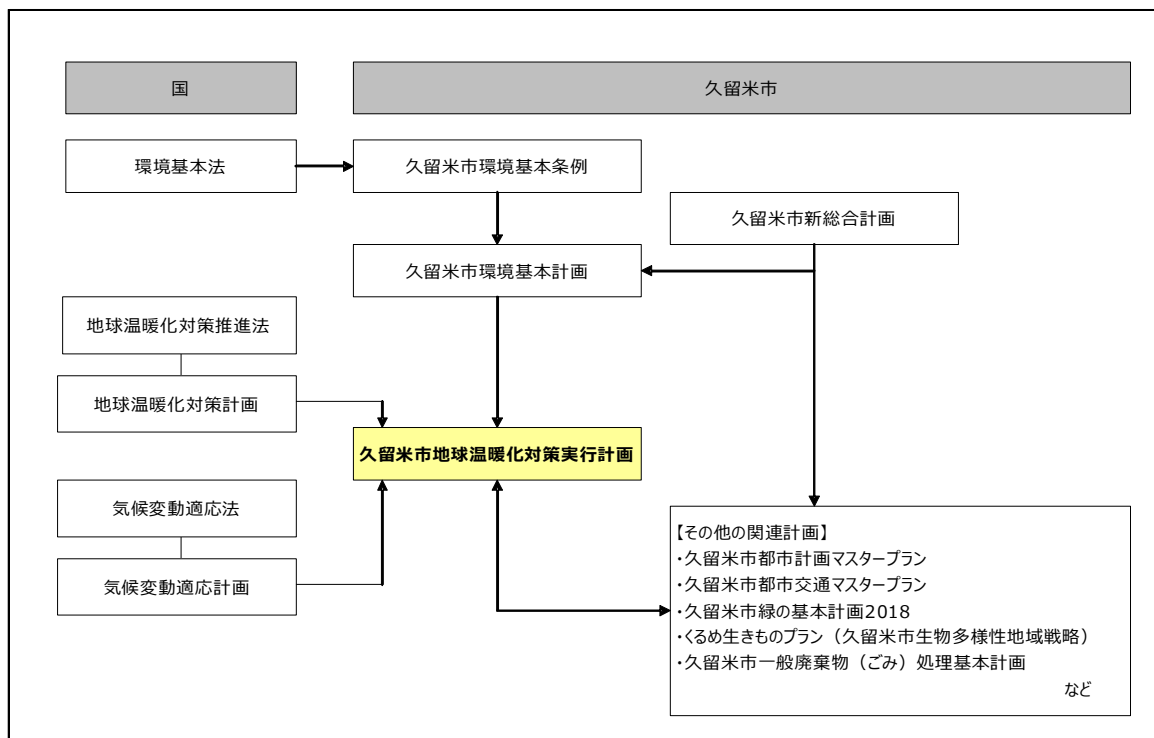 国
久留米市
環境基本法
久留米市環境基本条例
久留米市新総合計画
久留米市環境基本計画
地球温暖化対策推進法
地球温暖化対策計画
久留米市地球温暖化対策実行計画
気候変動適応法
気候変動適応計画
【その他の関連計画】
・久留米市都市計画マスタープラン
・久留米市都市交通マスタープラン
・久留米市緑の基本計画2018
・くるめ生きものプラン（久留米市生物多様性地域戦略）
・久留米市一般廃棄物（ごみ）処理基本計画
など